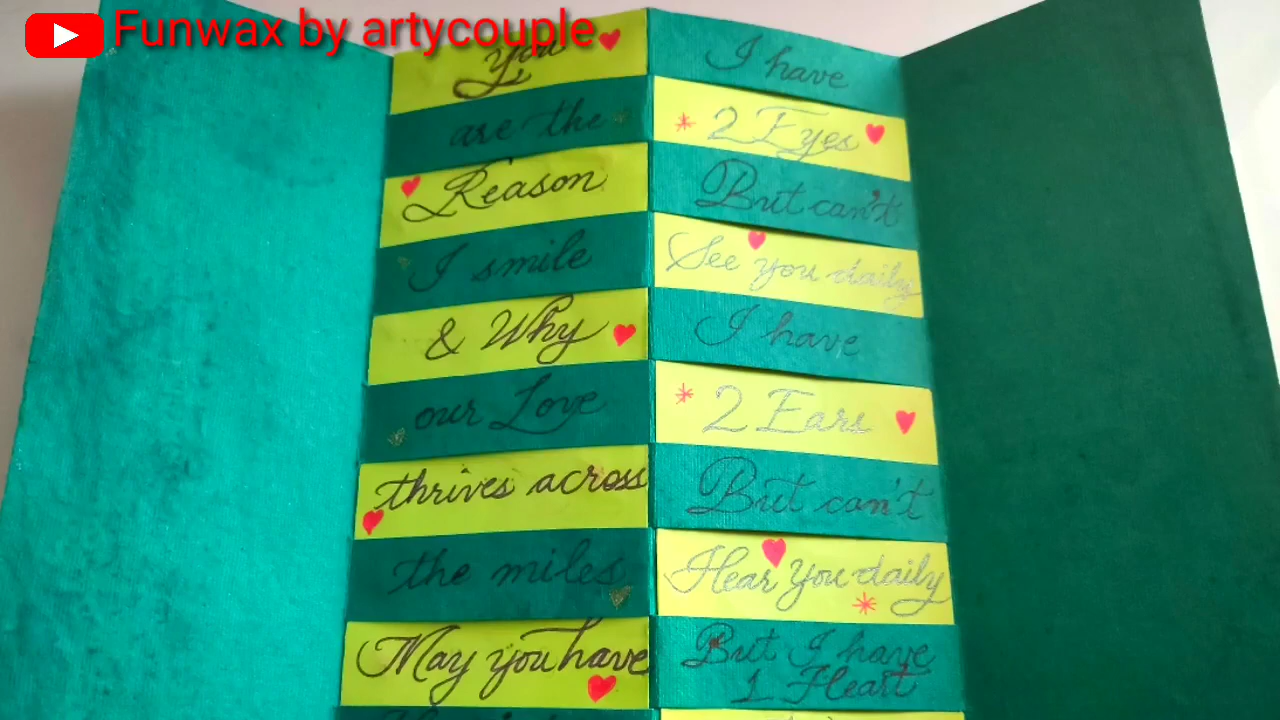 Funwax by artycouple
You
are the
Reason
I smile
& Why
our Love
thrives across
the miles
May you have
I have
2 Eyes
But can't
See you daily
I have
2 Ears
But can't
Hear you daily
But I have
1 Heart